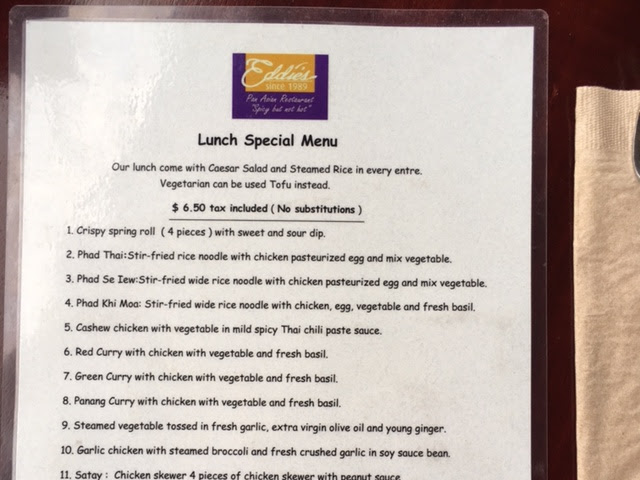 Eddie's
since 1989
Pan Asian Restaurant
"Spicy but not hot"
Lunch Special Menu
Our lunch come with Caesar Salad and Steamed Rice in every entre.
Vegetarian can be used Tofu instead.
$ 6.50 tax included ( No substitutions )
1. Crispy spring roll ( 4 pieces ) with sweet and sour dip.
2. Phad Thai:Stir-fried rice noodle with chicken pasteurized egg and mix vegetable.
3. Phad Se Iew:Stir-fried wide rice noodle with chicken pasteurized egg and mix vegetable.
4. Phad Khi Moa: Stir-fried wide rice noodle with chicken, egg, vegetable and fresh basil.
5. Cashew chicken with vegetable in mild spicy Thai chili paste sauce.
6. Red Curry with chicken with vegetable and fresh basil.
7. Green Curry with chicken with vegetable and fresh basil.
8. Panang Curry with chicken with vegetable and fresh basil.
9. Steamed vegetable tossed in fresh garlic, extra virgin olive oil and young ginger.
10. Garlic chicken with steamed broccoli and fresh crushed garlic in soy sauce bean.
11. Satay : Chicken skewer 4 pieces of chicken skewer with peanut sauce